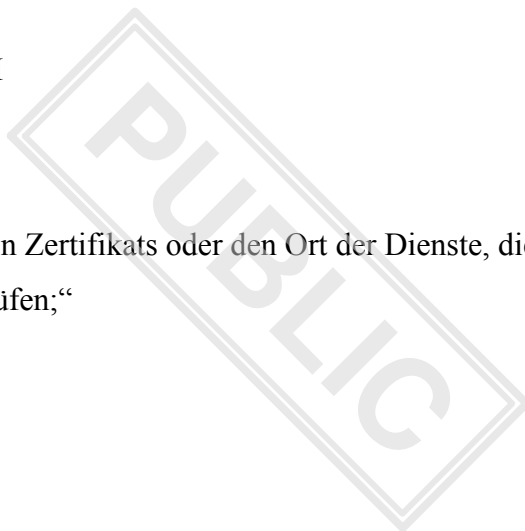 n Zertifikats oder den Ort der Dienste, die
üfen;“
PUBLIC